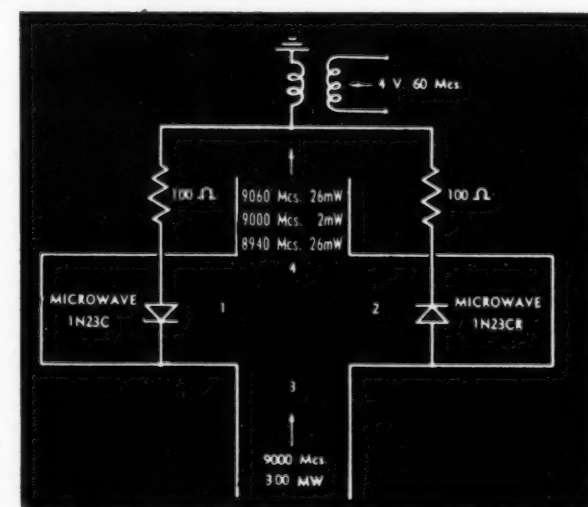 4 V. 60 Mcs.
100 Ω
9060 Mcs. 26mW
9000 Mcs. 2mW
8940 Mcs. 26mW
100 Ω
4
MICROWAVE
1N23C
1
2
MICROWAVE
1N23CR
3
9000 Mcs.
300 MW